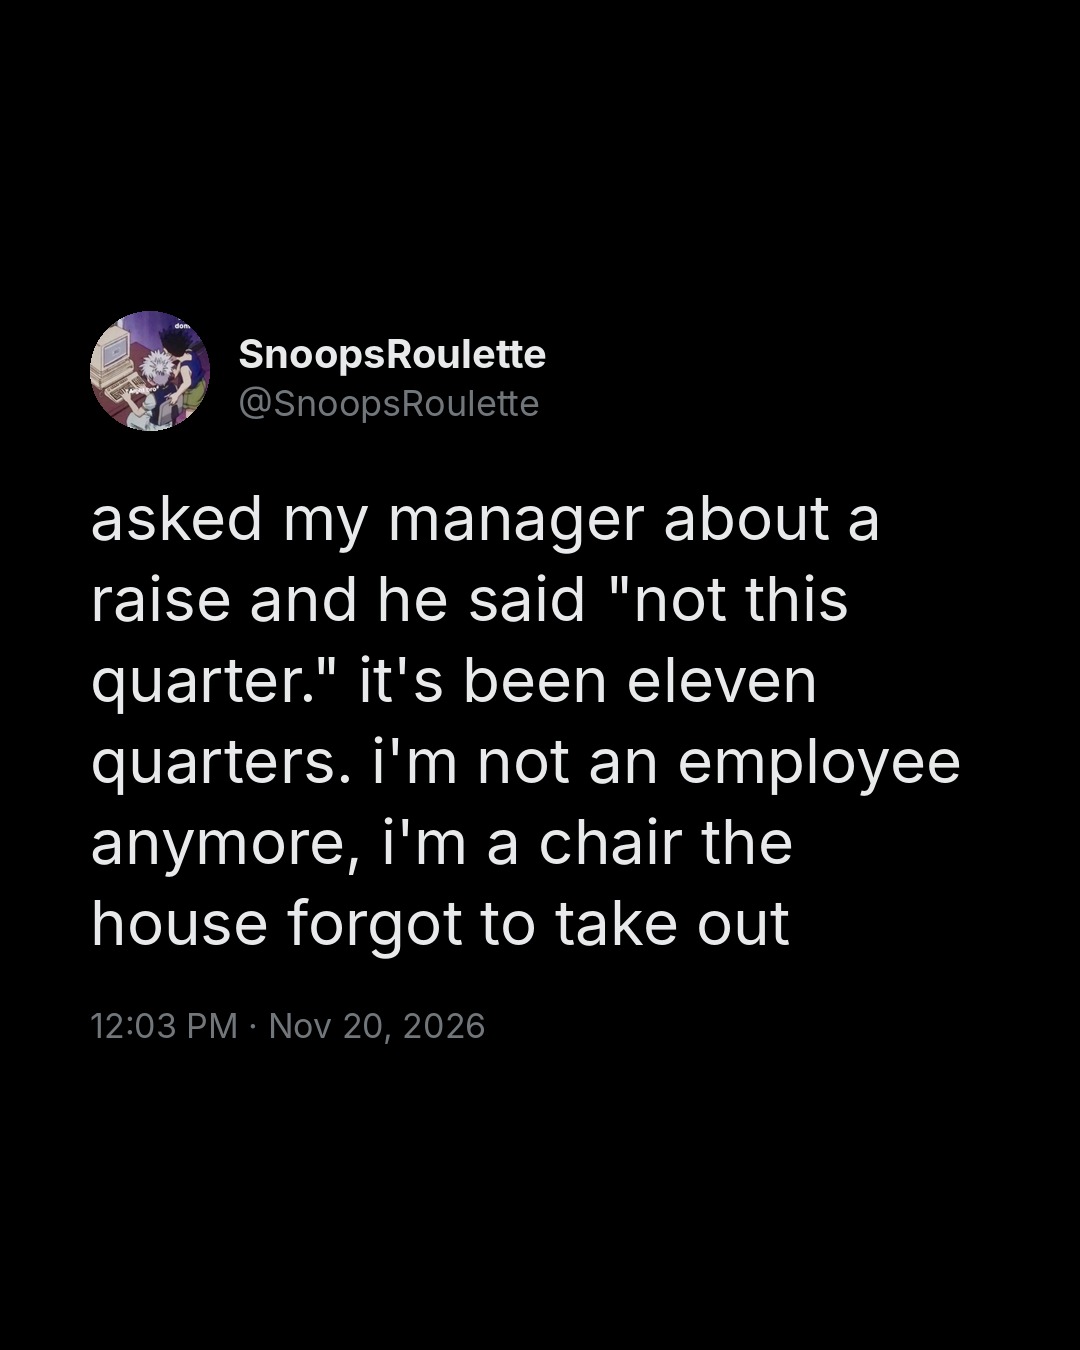 SnoopsRoulette
@SnoopsRoulette
asked my manager about a
raise and he said "not this
quarter." it's been eleven
quarters. i'm not an employee
anymore, i'm a chair the
house forgot to take out
12:03 PM · Nov 20, 2026